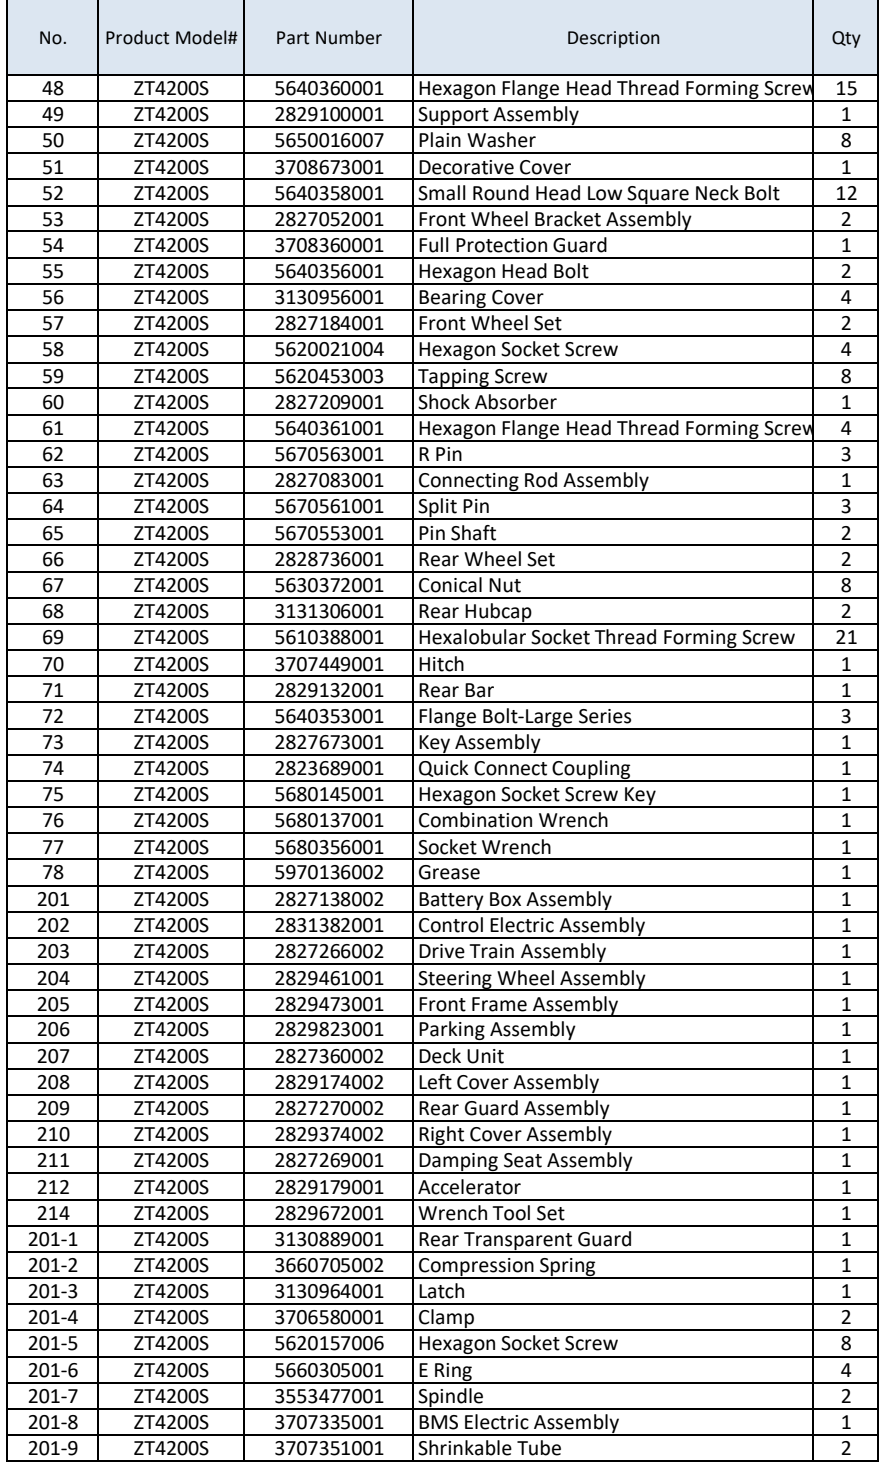 No. Product Model# Part Number Description Qty
48 ZT4200S 5640360001 Hexagon Flange Head Thread Forming Screw 15
49 ZT4200S 2829100001 Support Assembly 1
50 ZT4200S 5650016007 Plain Washer 8
51 ZT4200S 3708673001 Decorative Cover 1
52 ZT4200S 5640358001 Small Round Head Low Square Neck Bolt 12
53 ZT4200S 2827052001 Front Wheel Bracket Assembly 2
54 ZT4200S 3708360001 Full Protection Guard 1
55 ZT4200S 5640356001 Hexagon Head Bolt 2
56 ZT4200S 3130956001 Bearing Cover 4
57 ZT4200S 2827184001 Front Wheel Set 2
58 ZT4200S 5620021004 Hexagon Socket Screw 4
59 ZT4200S 5620453003 Tapping Screw 8
60 ZT4200S 2827209001 Shock Absorber 1
61 ZT4200S 5640361001 Hexagon Flange Head Thread Forming Screw 4
62 ZT4200S 5670563001 R Pin 3
63 ZT4200S 2827083001 Connecting Rod Assembly 1
64 ZT4200S 5670561001 Split Pin 3
65 ZT4200S 5670553001 Pin Shaft 2
66 ZT4200S 2828736001 Rear Wheel Set 2
67 ZT4200S 5630372001 Conical Nut 8
68 ZT4200S 3131306001 Rear Hubcap 2
69 ZT4200S 5610388001 Hexalobular Socket Thread Forming Screw 21
70 ZT4200S 3707449001 Hitch 1
71 ZT4200S 2829132001 Rear Bar 1
72 ZT4200S 5640353001 Flange Bolt-Large Series 3
73 ZT4200S 2827673001 Key Assembly 1
74 ZT4200S 2823689001 Quick Connect Coupling 1
75 ZT4200S 5680145001 Hexagon Socket Screw Key 1
76 ZT4200S 5680137001 Combination Wrench 1
77 ZT4200S 5680356001 Socket Wrench 1
78 ZT4200S 5970136002 Grease 1
201 ZT4200S 2827138002 Battery Box Assembly 1
202 ZT4200S 2831382001 Control Electric Assembly 1
203 ZT4200S 2827266002 Drive Train Assembly 1
204 ZT4200S 2829461001 Steering Wheel Assembly 1
205 ZT4200S 2829473001 Front Frame Assembly 1
206 ZT4200S 2829823001 Parking Assembly 1
207 ZT4200S 2827360002 Deck Unit 1
208 ZT4200S 2829174002 Left Cover Assembly 1
209 ZT4200S 2827270002 Rear Guard Assembly 1
210 ZT4200S 2829374002 Right Cover Assembly 1
211 ZT4200S 2827269001 Damping Seat Assembly 1
212 ZT4200S 2829179001 Accelerator 1
214 ZT4200S 2829672001 Wrench Tool Set 1
201-1 ZT4200S 3130889001 Rear Transparent Guard 1
201-2 ZT4200S 3660705002 Compression Spring 1
201-3 ZT4200S 3130964001 Latch 1
201-4 ZT4200S 3706580001 Clamp 2
201-5 ZT4200S 5620157006 Hexagon Socket Screw 8
201-6 ZT4200S 5660305001 E Ring 4
201-7 ZT4200S 3553477001 Spindle 2
201-8 ZT4200S 3707335001 BMS Electric Assembly 1
201-9 ZT4200S 3707351001 Shrinkable Tube 2